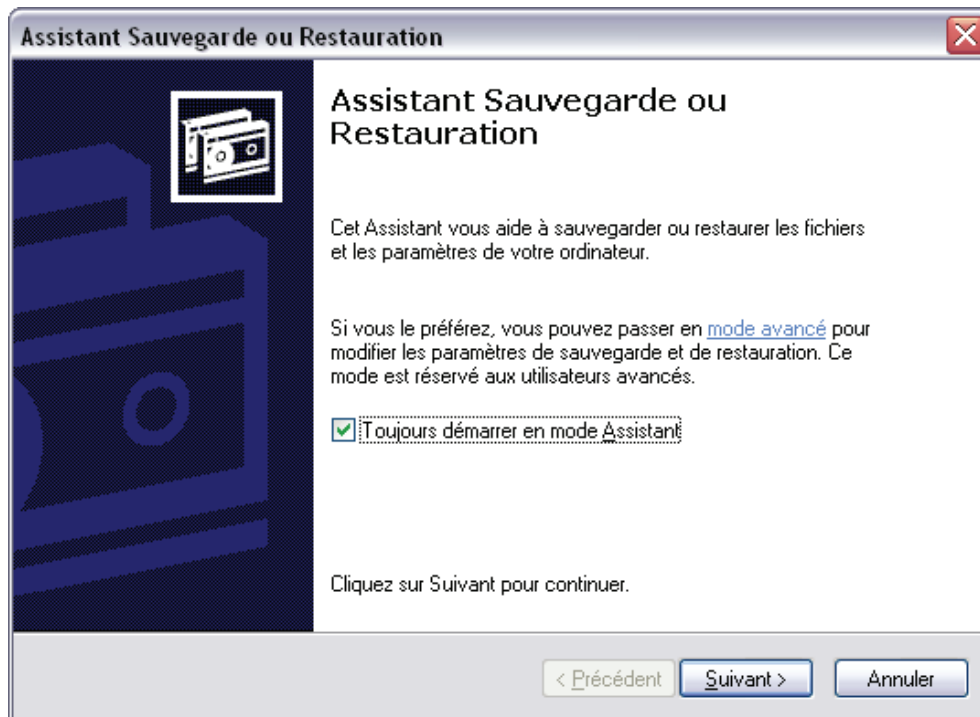 Assistant Sauvegarde ou Restauration
Assistant Sauvegarde ou
Restauration
Cet Assistant vous aide à sauvegarder ou restaurer les fichiers
et les paramètres de votre ordinateur.
Si vous le préférez, vous pouvez passer en mode avancé pour
modifier les paramètres de sauvegarde et de restauration. Ce
mode est réservé aux utilisateurs avancés.
Toujours démarrer en mode Assistant
Cliquez sur Suivant pour continuer.
< Précédent Suivant > Annuler